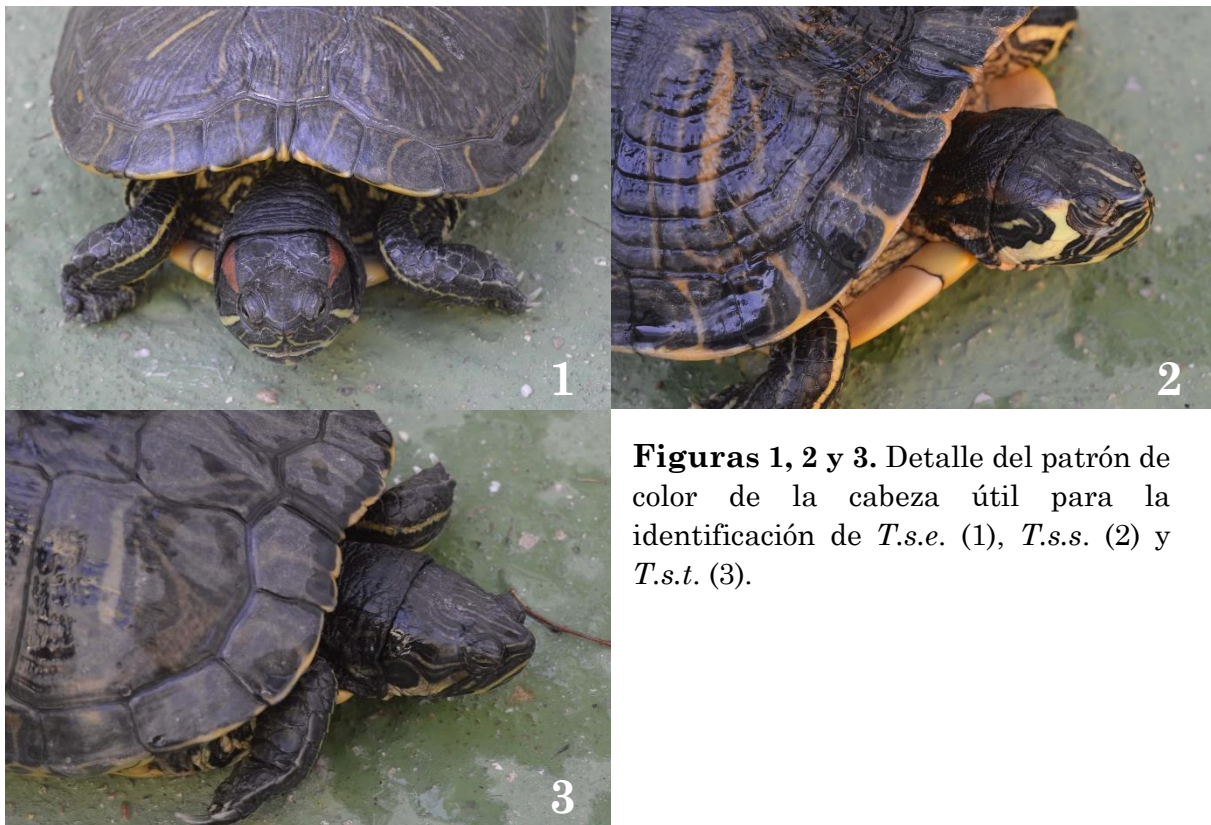 1
2
3
Figuras 1, 2 y 3. Detalle del patrón de
color de la cabeza útil para la
identificación de T.s.e. (1), T.s.s. (2) y
T.s.t. (3).